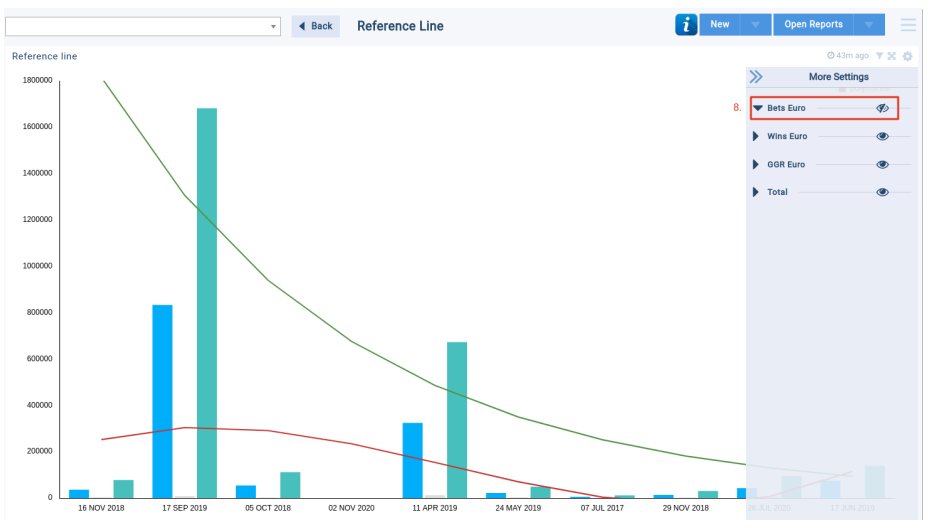 Back
Reference Line
i
New
Open Reports
Reference line
43m ago
More Settings
8.
Bets Euro
Wins Euro
GGR Euro
Total
1800000
1600000
1400000
1200000
1000000
800000
600000
400000
200000
0
16 NOV 2018
17 SEP 2019
05 OCT 2018
02 NOV 2020
11 APR 2019
24 MAY 2019
07 JUL 2017
29 NOV 2018
26 JUL 2020
17 JUN 2019